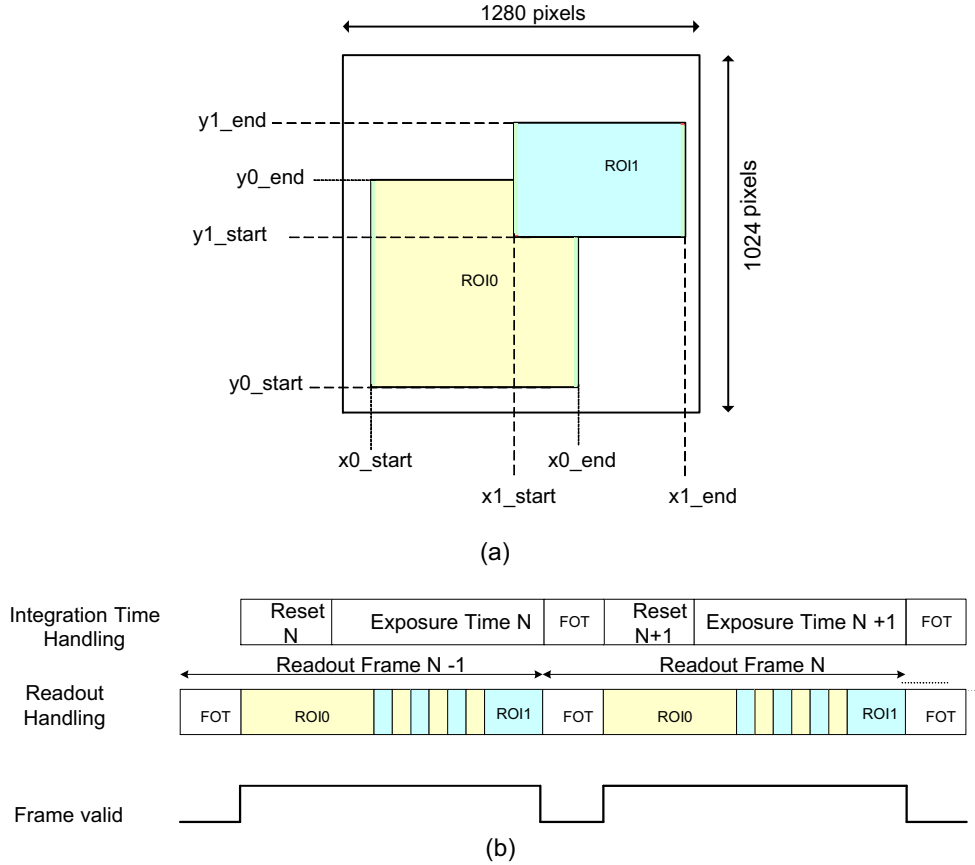 1280 pixels
y1_end
ROI1
y0_end
1024 pixels
y1_start
ROI0
y0_start
x0_start
x0_end
x1_start
x1_end
(a)
Integration Time
Handling
Reset
N
Exposure Time N
FOT
Reset
N+1
Exposure Time N +1
FOT
Readout Frame N -1
Readout Frame N
Readout
Handling
FOT
ROI0
ROI1
FOT
ROI0
ROI1
FOT
Frame valid
(b)